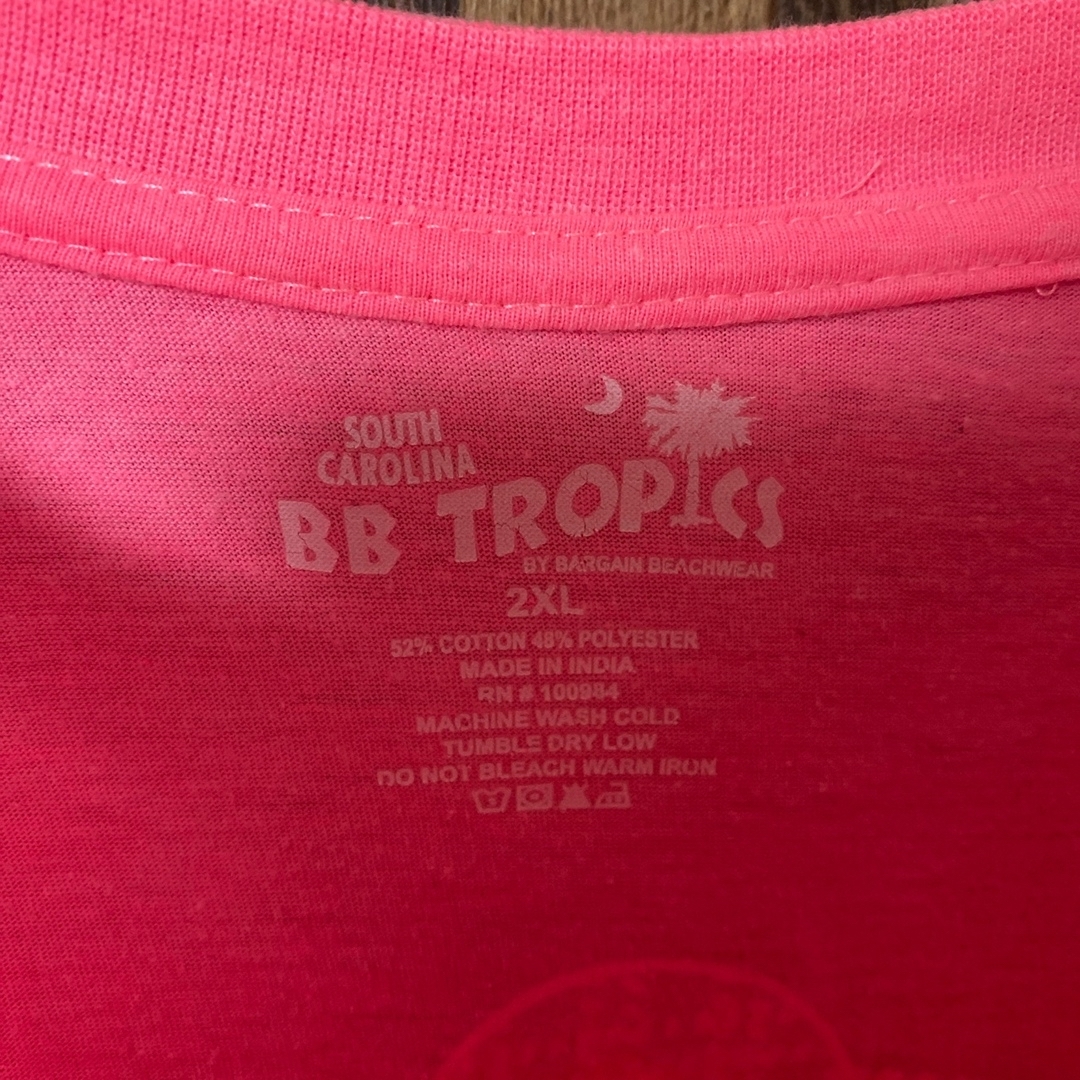 SOUTH
CAROLINA
BB TROPICS
BY BARGAIN BEACHWEAR
2XL
52% COTTON 48% POLYESTER
MADE IN INDIA
RN # 100984
MACHINE WASH COLD
TUMBLE DRY LOW
DO NOT BLEACH WARM IRON